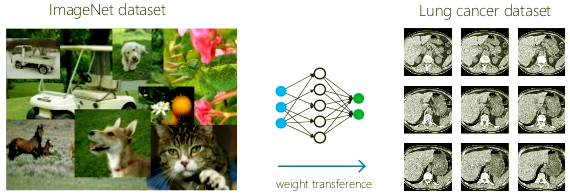 ImageNet dataset
Lung cancer dataset
weight transference